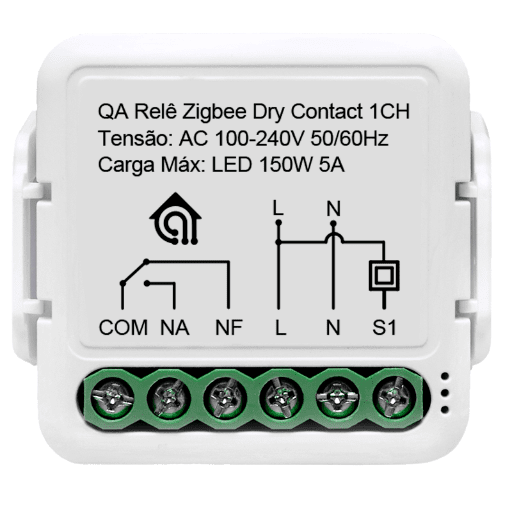 QA Relê Zigbee Dry Contact 1CH
Tensão: AC 100-240V 50/60Hz
Carga Máx: LED 150W 5A
L N
COM NA NF L N S1